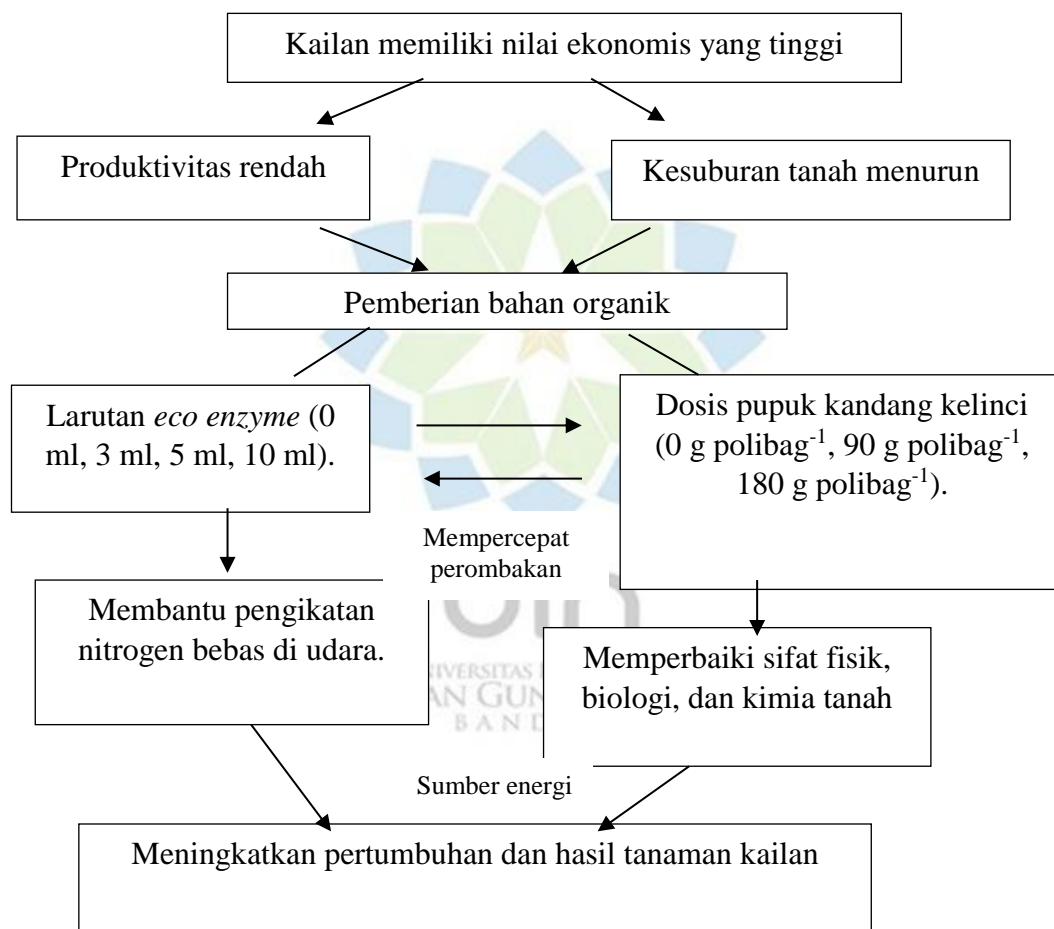 Kailan memiliki nilai ekonomis yang tinggi
Produktivitas rendah
Kesuburan tanah menurun
Pemberian bahan organik
Larutan eco enzyme (0
ml, 3 ml, 5 ml, 10 ml).
Dosis pupuk kandang kelinci
(0 g polibag⁻¹, 90 g polibag⁻¹,
180 g polibag⁻¹).
Mempercepat
perombakan
Membantu pengikatan
nitrogen bebas di udara.
Memperbaiki sifat fisik,
biologi, dan kimia tanah
Sumber energi
Meningkatkan pertumbuhan dan hasil tanaman kailan